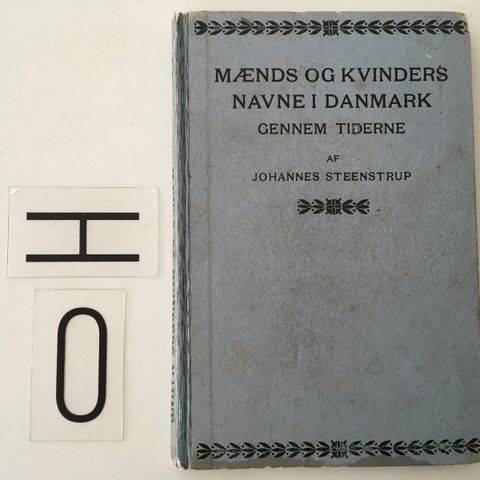 MÆNDS OG KVINDERS
NAVNE I DANMARK
GENNEM TIDERNE
AF
JOHANNES STEENSTRUP
H
O